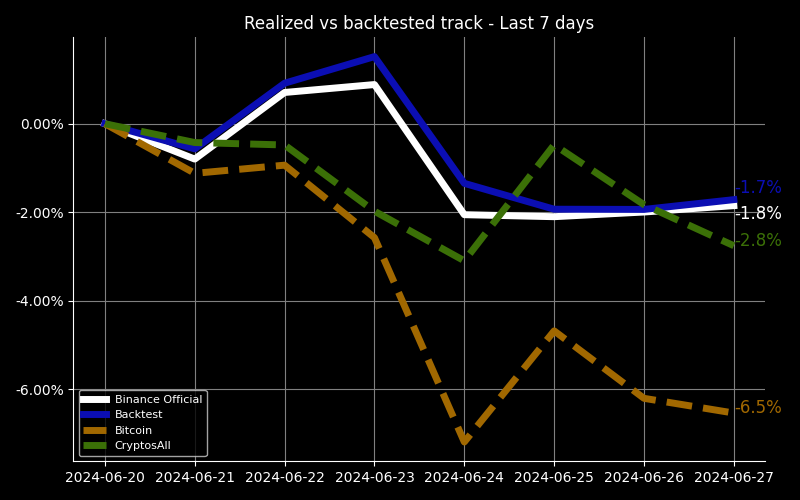 Realized vs backtested track - Last 7 days
0.00%
-2.00%
-4.00%
-6.00%
-1.7%
-1.8%
-2.8%
-6.5%
Binance Official
Backtest
Bitcoin
CryptosAll
2024-06-20 2024-06-21 2024-06-22 2024-06-23 2024-06-24 2024-06-25 2024-06-26 2024-06-27